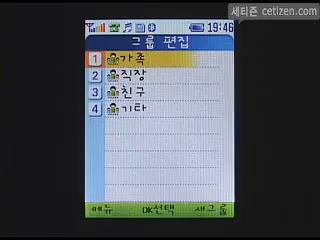 세티즌 cetizen.com
19:46
그룹 편집
1 가족
2 직장
3 친구
4 기타
메뉴 OK선택 새그룹